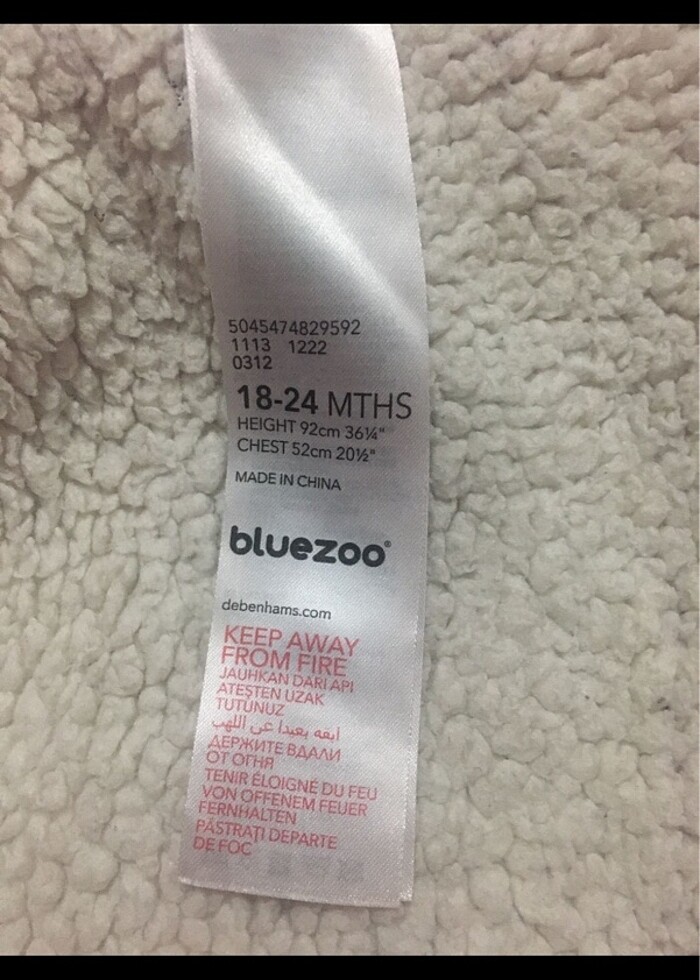 5045474829592
1113 1222
0312
18-24 MTHS
HEIGHT 92cm 36¼"
CHEST 52cm 20½"
MADE IN CHINA
bluezoo®
debenhams.com
KEEP AWAY
FROM FIRE
JAUHKAN DARI API
ATEŞTEN UZAK
TUTUNUZ
ابقه بعيدا عن اللهب
ДЕРЖИТЕ ВДАЛИ
ОТ ОГНЯ
TENIR ÉLOIGNÉ DU FEU
VON OFFENEM FEUER
FERNHALTEN
PĂSTRAȚI DEPARTE
DE FOC